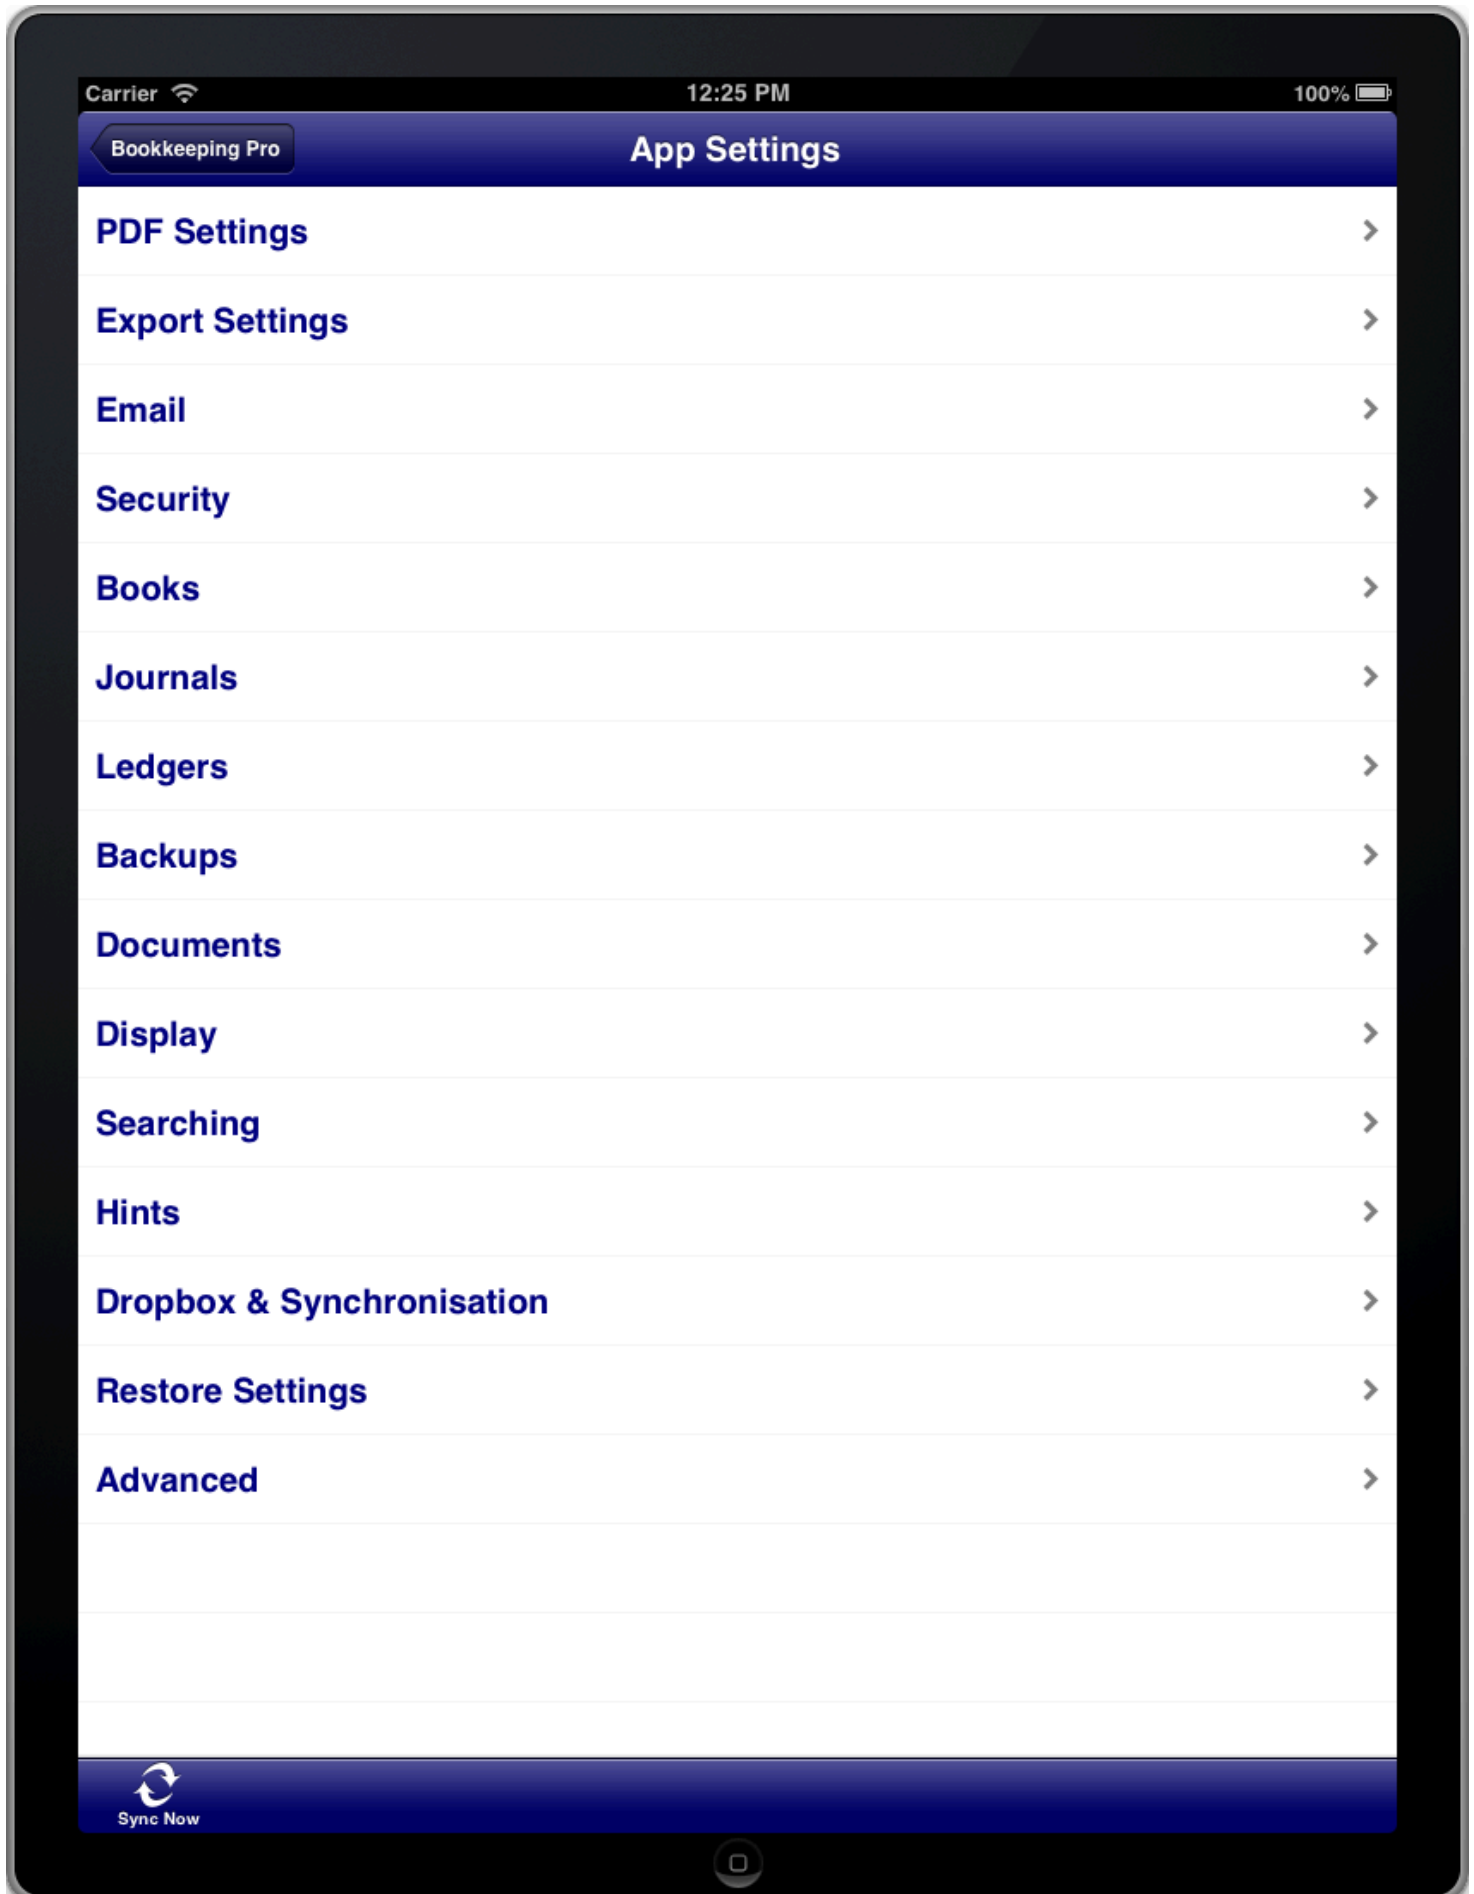 Carrier 12:25 PM 100%
Bookkeeping Pro App Settings
PDF Settings
Export Settings
Email
Security
Books
Journals
Ledgers
Backups
Documents
Display
Searching
Hints
Dropbox & Synchronisation
Restore Settings
Advanced
Sync Now